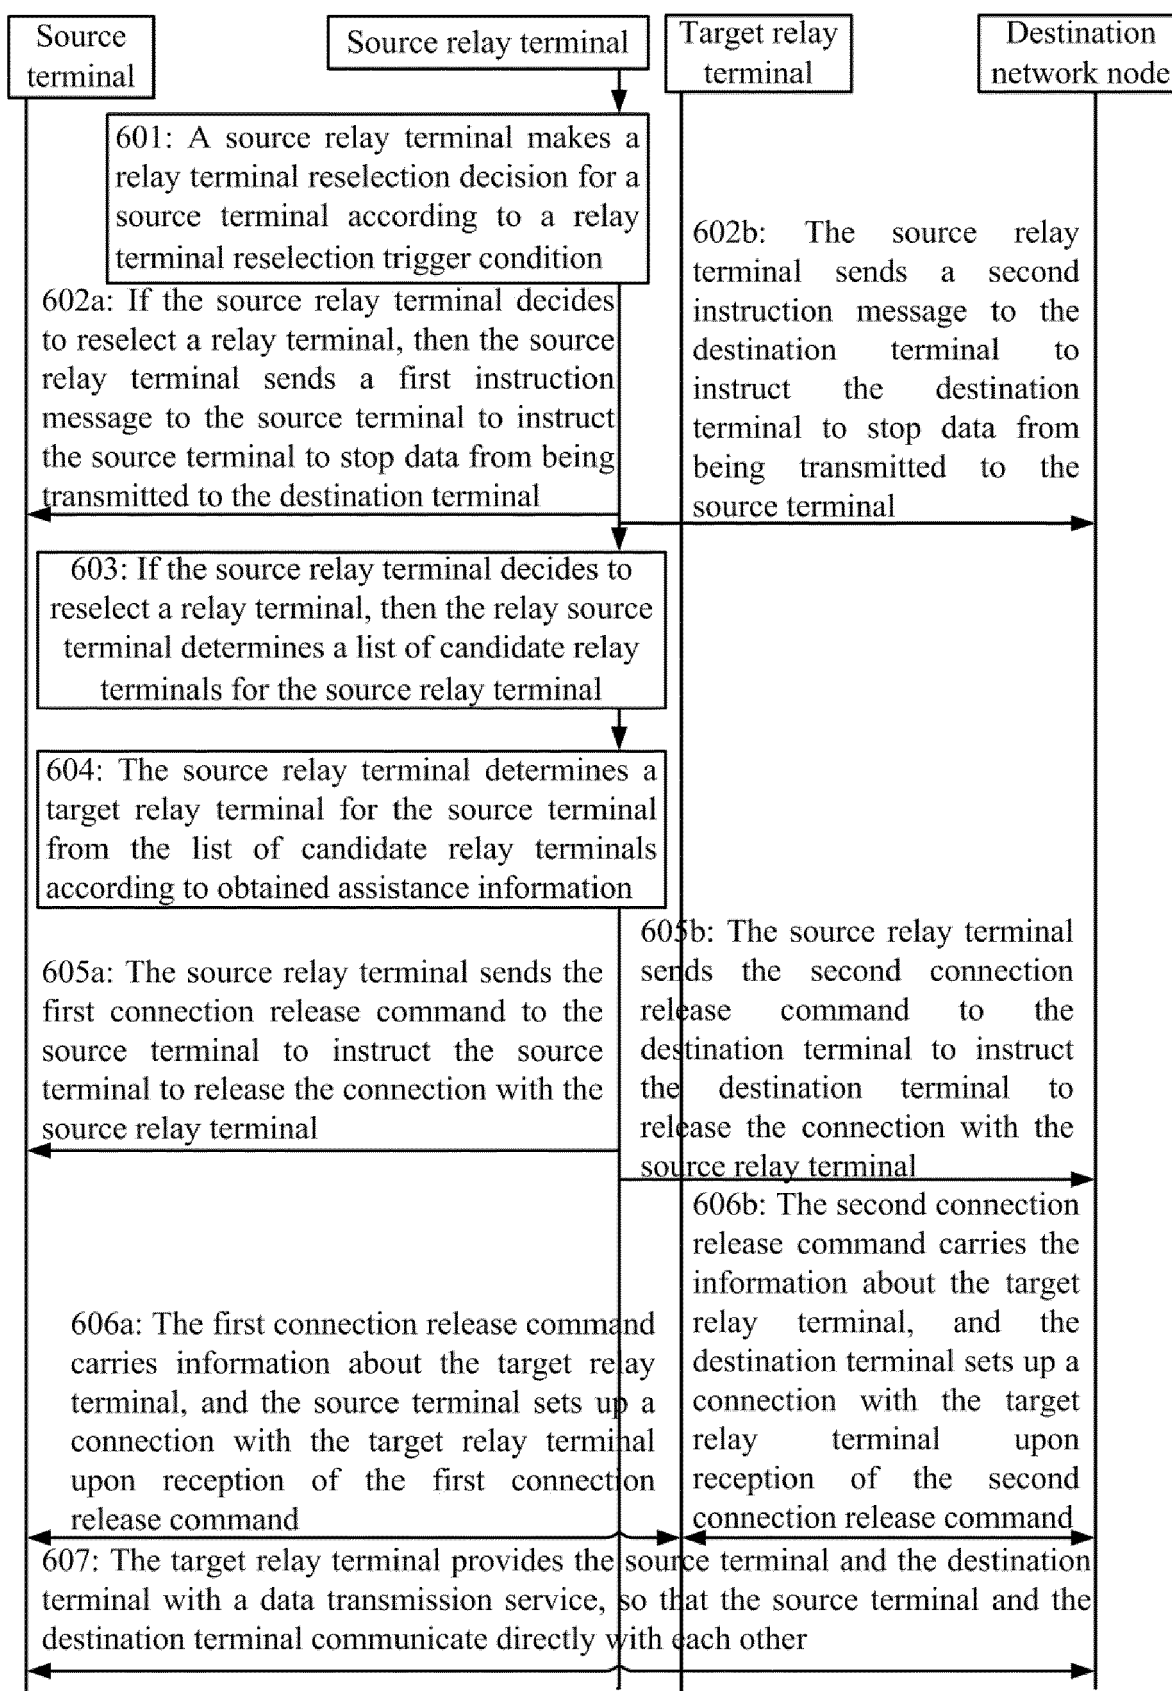 Source
terminal
Source relay terminal
Target relay
terminal
Destination
network node
601: A source relay terminal makes a
relay terminal reselection decision for a
source terminal according to a relay
terminal reselection trigger condition
602a: If the source relay terminal decides
to reselect a relay terminal, then the source
relay terminal sends a first instruction
message to the source terminal to instruct
the source terminal to stop data from being
transmitted to the destination terminal
602b: The source relay
terminal sends a second
instruction message to the
destination terminal to
instruct the destination
terminal to stop data from
being transmitted to the
source terminal
603: If the source relay terminal decides to
reselect a relay terminal, then the relay source
terminal determines a list of candidate relay
terminals for the source relay terminal
604: The source relay terminal determines a
target relay terminal for the source terminal
from the list of candidate relay terminals
according to obtained assistance information
605a: The source relay terminal sends the
first connection release command to the
source terminal to instruct the source
terminal to release the connection with the
source relay terminal
605b: The source relay terminal
sends the second connection
release command to the
destination terminal to instruct
the destination terminal to
release the connection with the
source relay terminal
606a: The first connection release command
carries information about the target relay
terminal, and the source terminal sets up a
connection with the target relay terminal
upon reception of the first connection
release command
606b: The second connection
release command carries the
information about the target
relay terminal, and the
destination terminal sets up a
connection with the target
relay terminal upon
reception of the second
connection release command
607: The target relay terminal provides the source terminal and the destination
terminal with a data transmission service, so that the source terminal and the
destination terminal communicate directly with each other